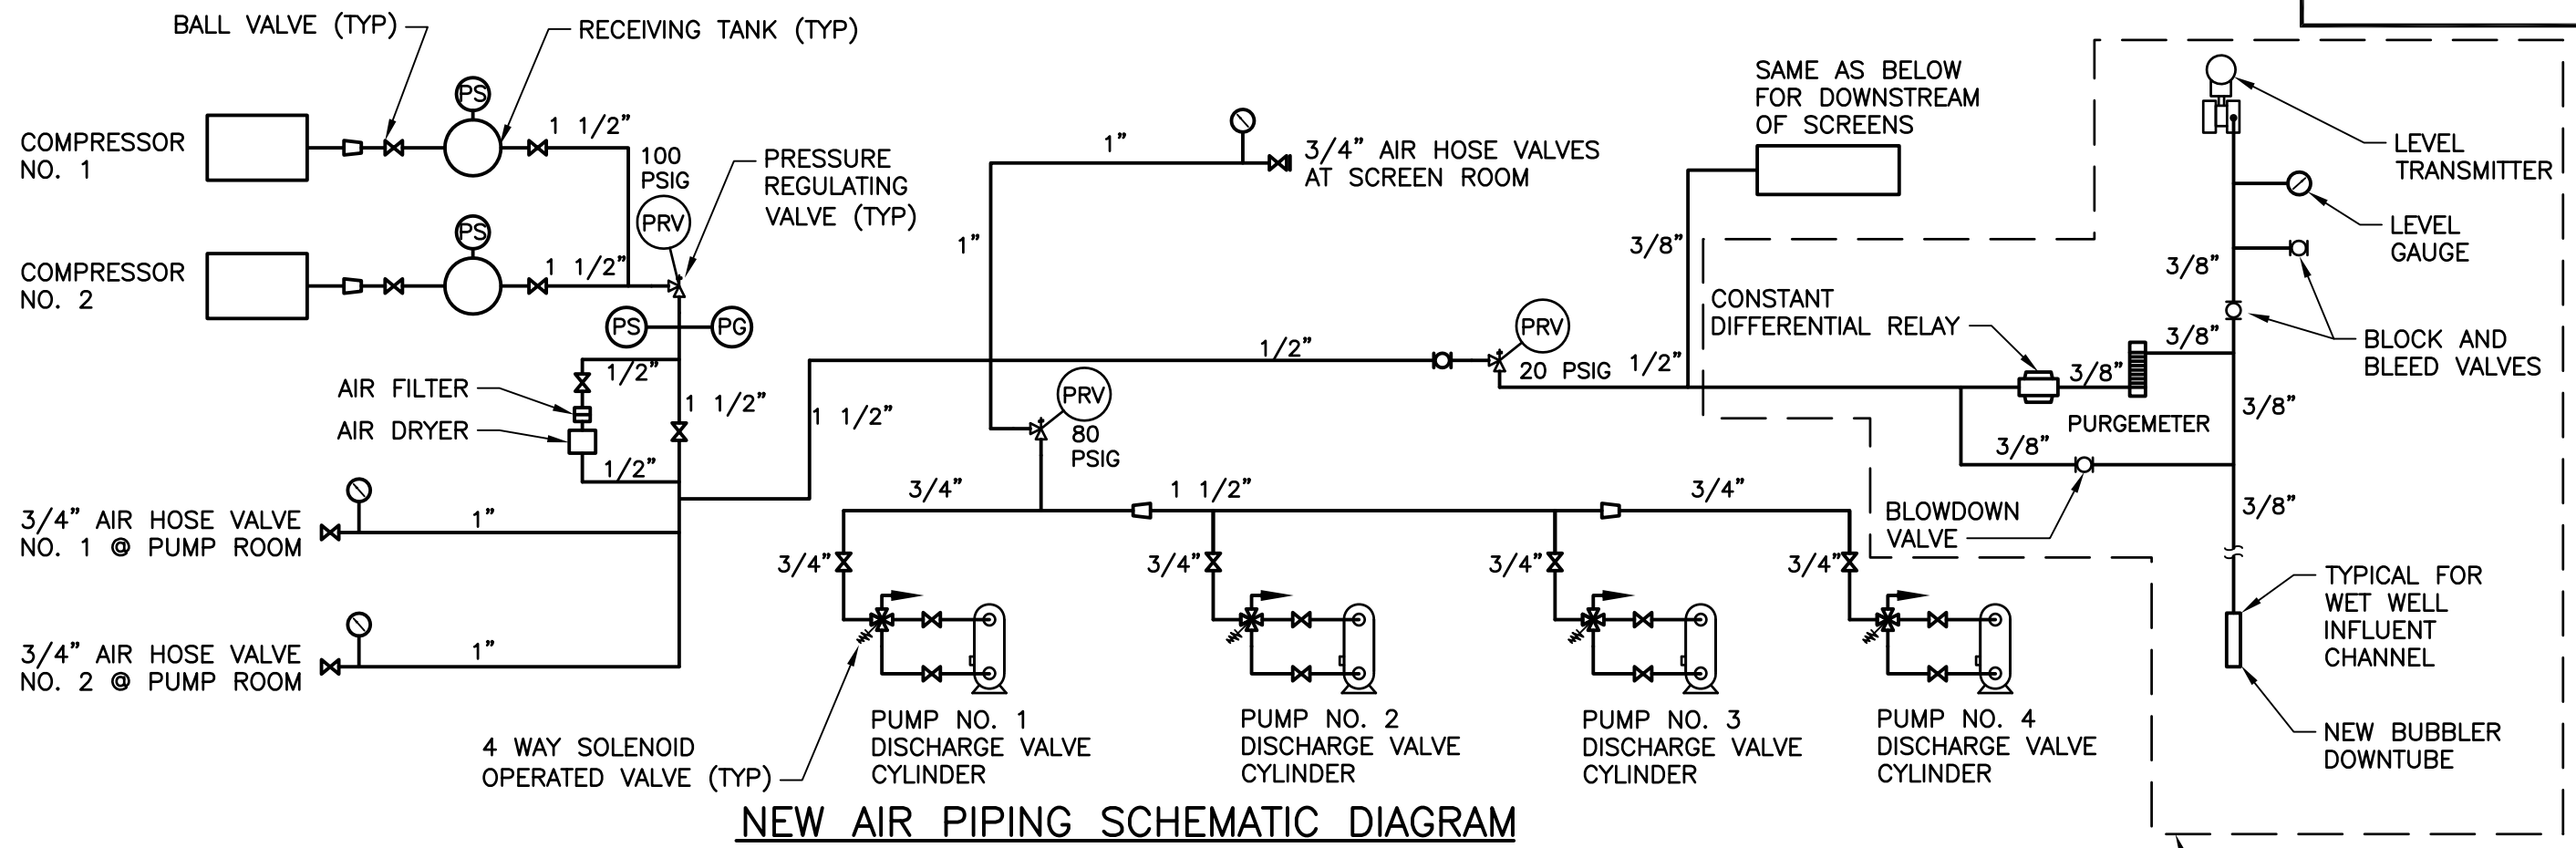 BALL VALVE (TYP)
RECEIVING TANK (TYP)
PS
1 1/2”
COMPRESSOR
NO. 1
100
PSIG
PRV
PRESSURE
REGULATING
VALVE (TYP)
PS
1 1/2”
COMPRESSOR
NO. 2
PS
PG
1/2”
AIR FILTER
AIR DRYER
1/2”
1 1/2”
1 1/2”
3/4” AIR HOSE VALVE
NO. 1 @ PUMP ROOM
1”
3/4” AIR HOSE VALVE
NO. 2 @ PUMP ROOM
1”
1”
1”
3/4” AIR HOSE VALVES
AT SCREEN ROOM
1/2”
PRV
20 PSIG
1/2”
PRV
80
PSIG
SAME AS BELOW
FOR DOWNSTREAM
OF SCREENS
3/8”
CONSTANT
DIFFERENTIAL RELAY
3/8”
PURGEMETER
3/8”
3/8”
BLOWDOWN
VALVE
LEVEL
TRANSMITTER
LEVEL
GAUGE
3/8”
BLOCK AND
BLEED VALVES
3/8”
3/8”
TYPICAL FOR
WET WELL
INFLUENT
CHANNEL
NEW BUBBLER
DOWNTUBE
3/4”
1 1/2”
3/4”
3/4”
3/4”
3/4”
3/4”
4 WAY SOLENOID
OPERATED VALVE (TYP)
PUMP NO. 1
DISCHARGE VALVE
CYLINDER
PUMP NO. 2
DISCHARGE VALVE
CYLINDER
PUMP NO. 3
DISCHARGE VALVE
CYLINDER
PUMP NO. 4
DISCHARGE VALVE
CYLINDER
NEW AIR PIPING SCHEMATIC DIAGRAM